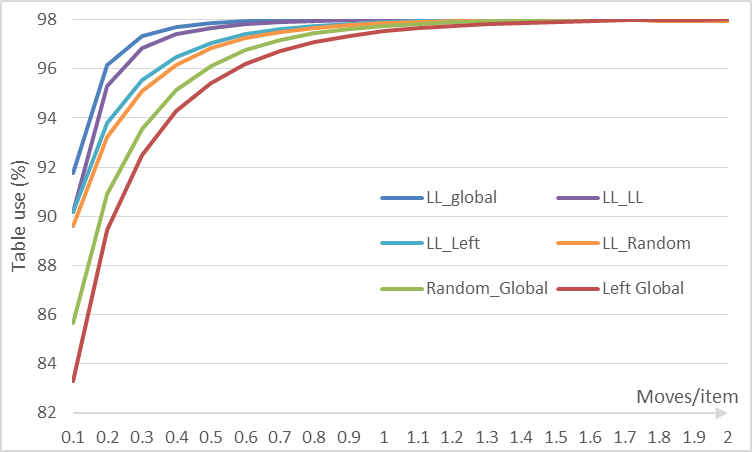 98
96
94
92
90
88
86
84
82
Table use (%)
LL_global LL_LL
LL_Left LL_Random
Random_Global Left Global
Moves/item
0.1 0.2 0.3 0.4 0.5 0.6 0.7 0.8 0.9 1 1.1 1.2 1.3 1.4 1.5 1.6 1.7 1.8 1.9 2